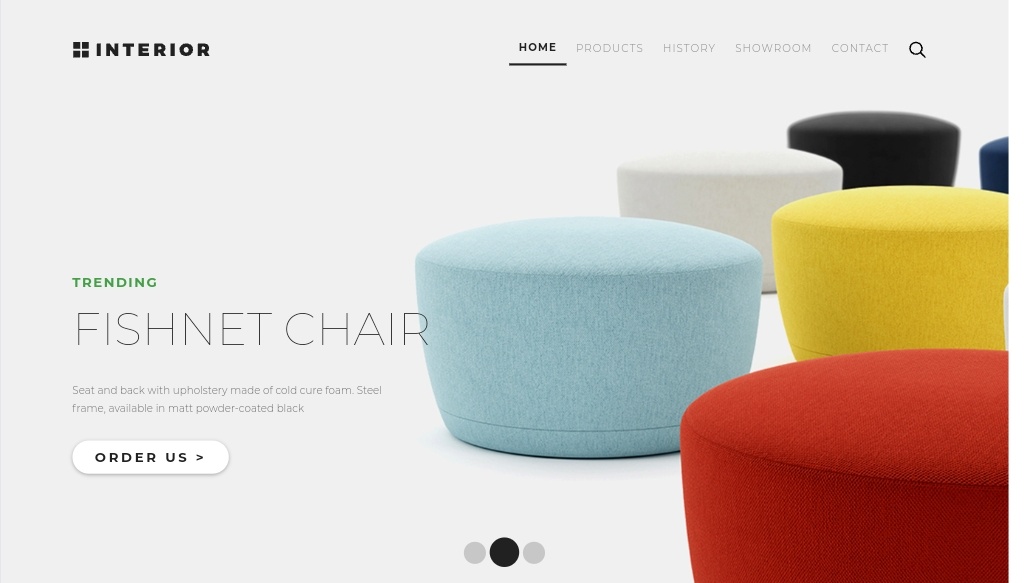 INTERIOR
HOME PRODUCTS HISTORY SHOWROOM CONTACT
TRENDING
FISHNET CHAIR
Seat and back with upholstery made of cold cure foam. Steel
frame, available in matt powder-coated black
ORDER US >